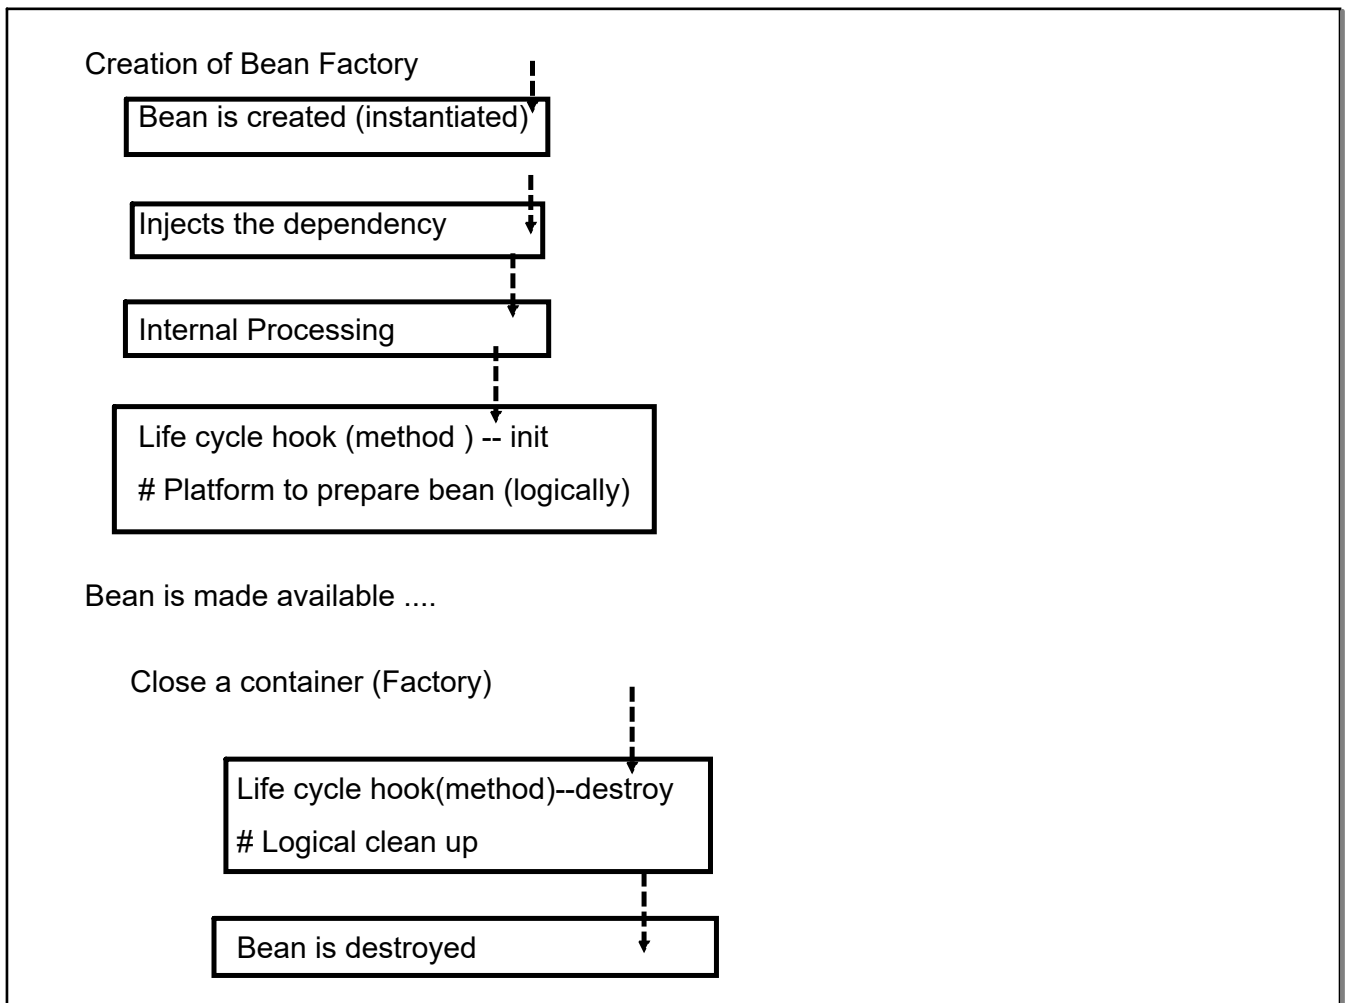 Creation of Bean Factory
Bean is created (instantiated)
Injects the dependency
Internal Processing
Life cycle hook (method ) -- init
# Platform to prepare bean (logically)
Bean is made available ....
Close a container (Factory)
Life cycle hook(method)--destroy
# Logical clean up
Bean is destroyed